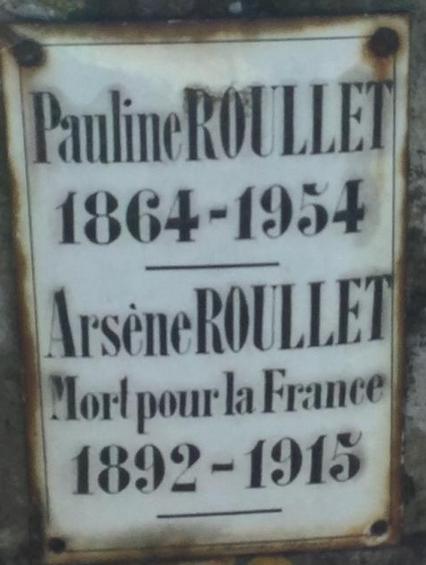 Pauline ROULLET
1864-1954
Arsène ROULLET
Mort pour la France
1892-1915